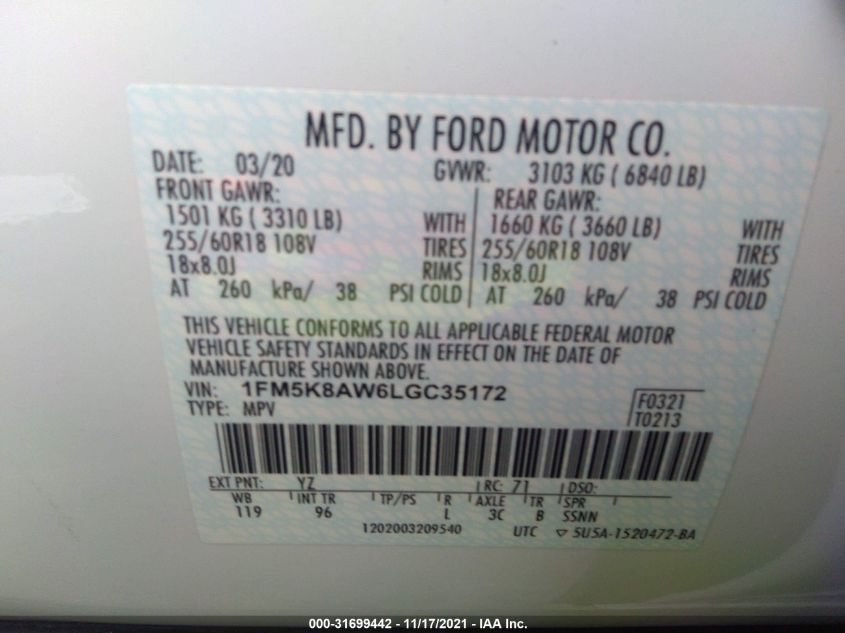 MFD. BY FORD MOTOR CO.
DATE: 03/20 GVWR: 3103 KG ( 6840 LB)
FRONT GAWR: REAR GAWR:
1501 KG ( 3310 LB) WITH 1660 KG ( 3660 LB) WITH
255/60R18 108V TIRES 255/60R18 108V TIRES
18x8.0J RIMS 18x8.0J RIMS
AT 260 kPa/ 38 PSI COLD AT 260 kPa/ 38 PSI COLD
THIS VEHICLE CONFORMS TO ALL APPLICABLE FEDERAL MOTOR
VEHICLE SAFETY STANDARDS IN EFFECT ON THE DATE OF
MANUFACTURE SHOWN ABOVE.
VIN: 1FM5K8AW6LGC35172 F0321
TYPE: MPV T0213
EXT PNT: YZ RC: 71 DSO:
WB INT TR TP/PS R AXLE TR SPR
119 96 L 3C B SSNN
1202003209540 UTC ▽ 5U5A-1520472-BA
000-31699442 - 11/17/2021 - IAA Inc.